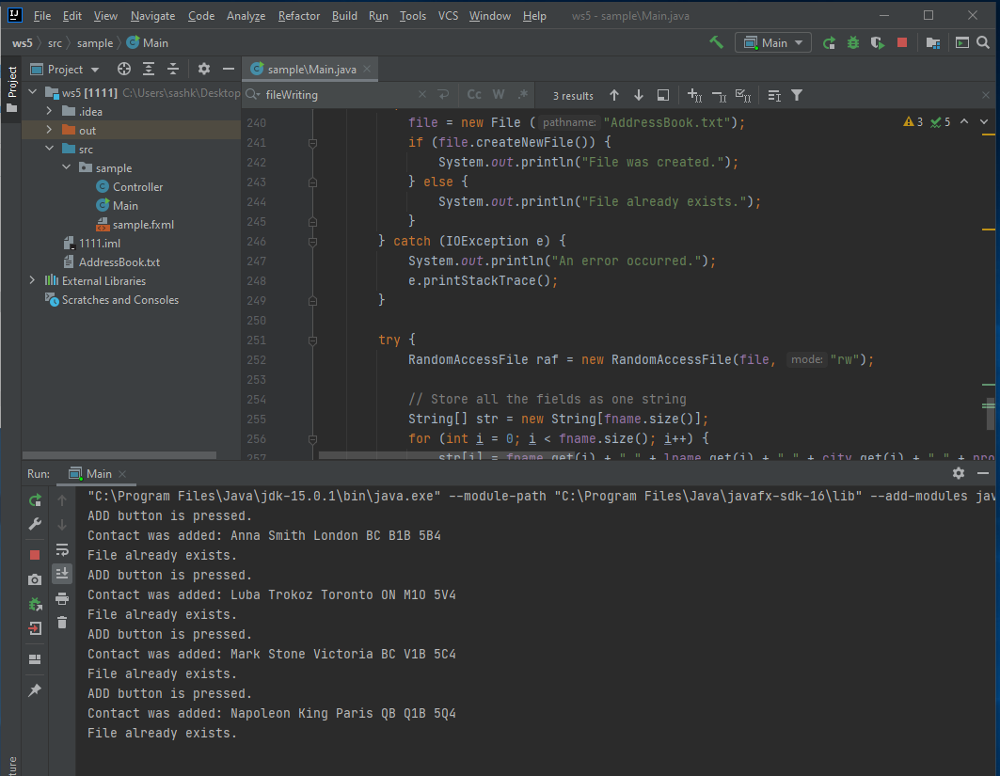 File Edit View Navigate Code Analyze Refactor Build Run Tools VCS Window Help ws5 - sample\Main.java
ws5 src sample Main Main
Project
Project
sample\Main.java
ws5 [1111] C:\Users\sashk\Desktop
.idea
out
src
sample
Controller
Main
sample.fxml
1111.iml
AddressBook.txt
External Libraries
Scratches and Consoles
fileWriting Cc W .* 3 results
3 5
240 file = new File ( pathname: "AddressBook.txt");
241 if (file.createNewFile()) {
242 System.out.println("File was created.");
243 } else {
244 System.out.println("File already exists.");
245 }
246 } catch (IOException e) {
247 System.out.println("An error occurred.");
248 e.printStackTrace();
249 }
250
251 try {
252 RandomAccessFile raf = new RandomAccessFile(file, mode: "rw");
253
254 // Store all the fields as one string
255 String[] str = new String[fname.size()];
256 for (int i = 0; i < fname.size(); i++) {
257 str[i] = fname.get(i) + " " + lname.get(i) + " " + city.get(i) + " " + pro
Run: Main
"C:\Program Files\Java\jdk-15.0.1\bin\java.exe" --module-path "C:\Program Files\Java\javafx-sdk-16\lib" --add-modules jav
ADD button is pressed.
Contact was added: Anna Smith London BC B1B 5B4
File already exists.
ADD button is pressed.
Contact was added: Luba Trokoz Toronto ON M1O 5V4
File already exists.
ADD button is pressed.
Contact was added: Mark Stone Victoria BC V1B 5C4
File already exists.
ADD button is pressed.
Contact was added: Napoleon King Paris QB Q1B 5Q4
File already exists.
ture